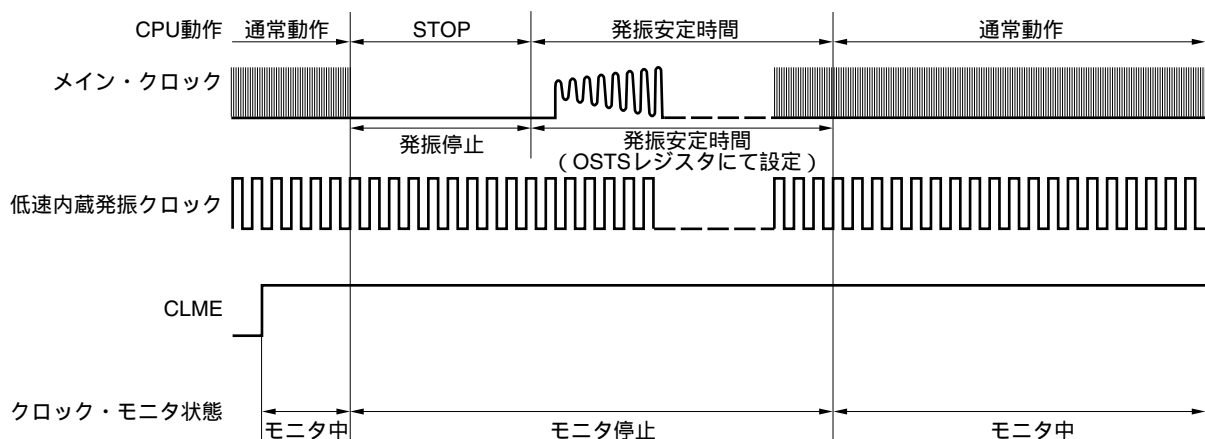 CPU動作 通常動作 STOP 発振安定時間 通常動作
メイン・クロック
発振停止 発振安定時間
（OSTSレジスタにて設定）
低速内蔵発振クロック
CLME
クロック・モニタ状態
モニタ中 モニタ停止 モニタ中